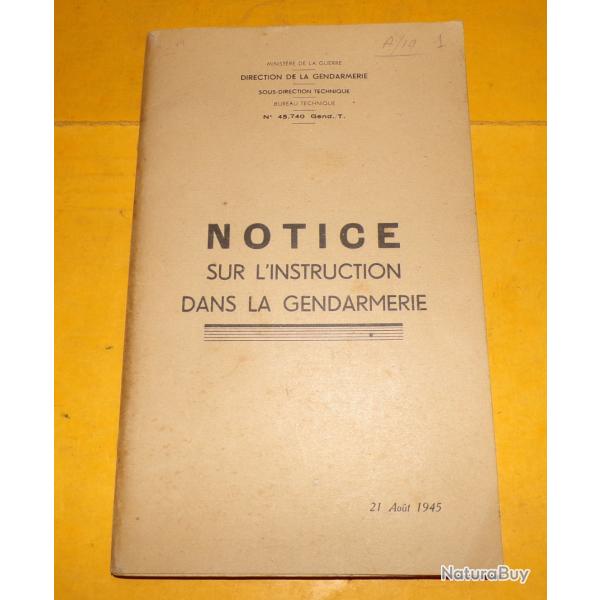 A/19 1
MINISTÈRE DE LA GUERRE
DIRECTION DE LA GENDARMERIE
SOUS-DIRECTION TECHNIQUE
BUREAU TECHNIQUE
N° 45.740 Gend. T.
NOTICE
SUR L'INSTRUCTION
DANS LA GENDARMERIE
21 Août 1945
NaturaBuy